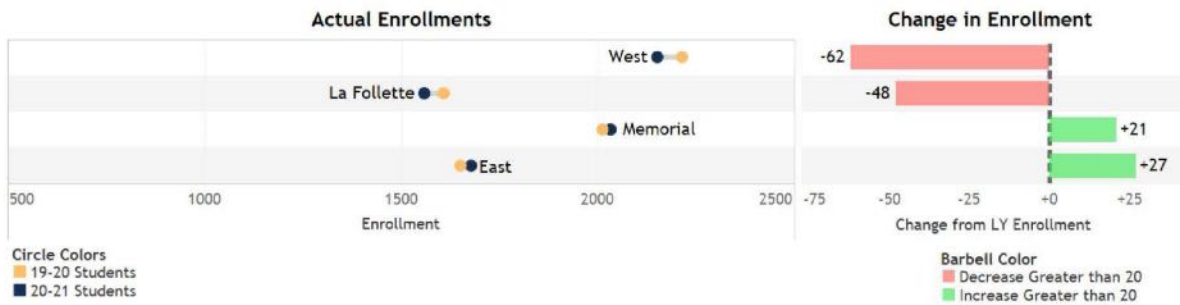 Actual Enrollments
Change in Enrollment
West
-62
La Follette
-48
Memorial
+21
East
+27
500 1000 1500 2000 2500
-75 -50 -25 +0 +25
Enrollment
Change from LY Enrollment
Circle Colors
19-20 Students
20-21 Students
Barbell Color
Decrease Greater than 20
Increase Greater than 20